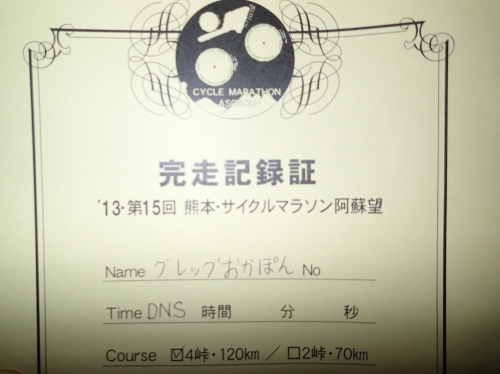 CYCLE MARATHON
ASOBOU
完走記録証
'13・第15回 熊本・サイクルマラソン阿蘇望
Name グレッグおかぽん No
Time DNS 時間 分 秒
Course ☑4峠・120km / □2峠・70km